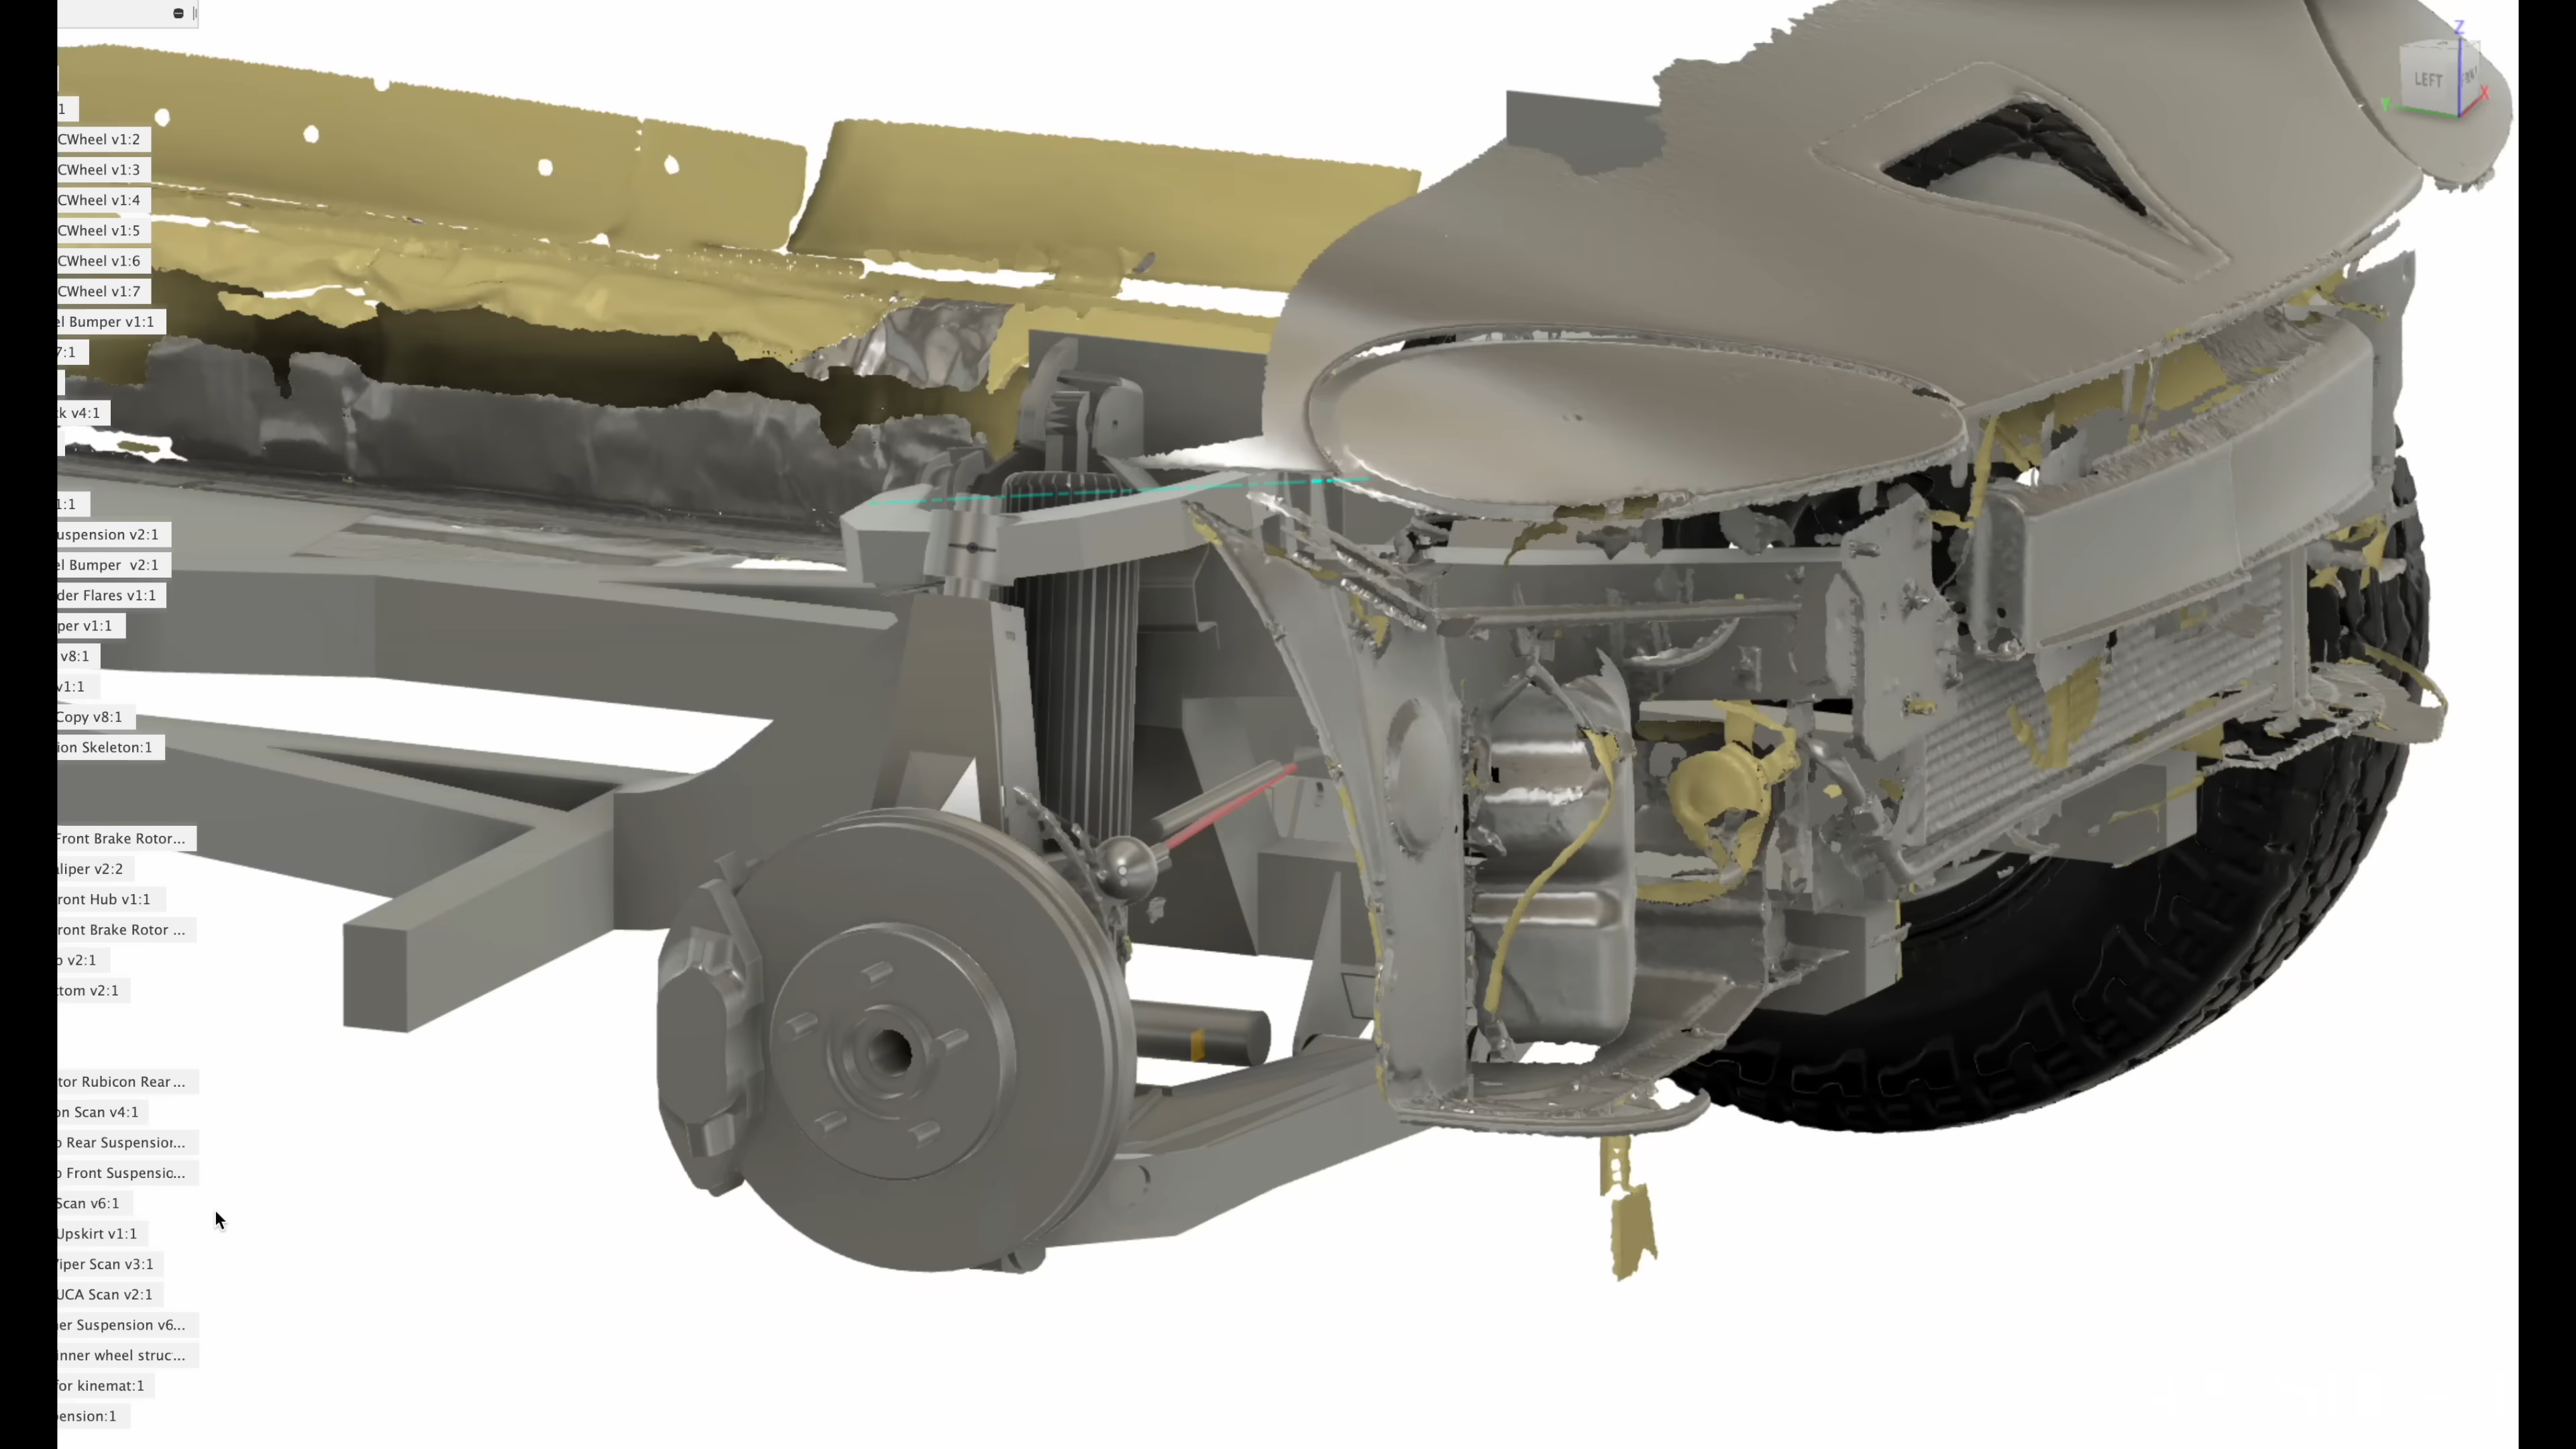 1
CWheel v1:2
CWheel v1:3
CWheel v1:4
CWheel v1:5
CWheel v1:6
CWheel v1:7
el Bumper v1:1
7:1
ck v4:1
1:1
uspension v2:1
el Bumper v2:1
der Flares v1:1
per v1:1
v8:1
v1:1
Copy v8:1
ion Skeleton:1
Front Brake Rotor...
aliper v2:2
ront Hub v1:1
ront Brake Rotor ...
v2:1
ttom v2:1
tor Rubicon Rear ...
on Scan v4:1
o Rear Suspension...
o Front Suspensio...
Scan v6:1
Upskirt v1:1
Viper Scan v3:1
UCA Scan v2:1
er Suspension v6...
inner wheel struc...
for kinemat:1
pension:1
Z
LEFT
Y
X